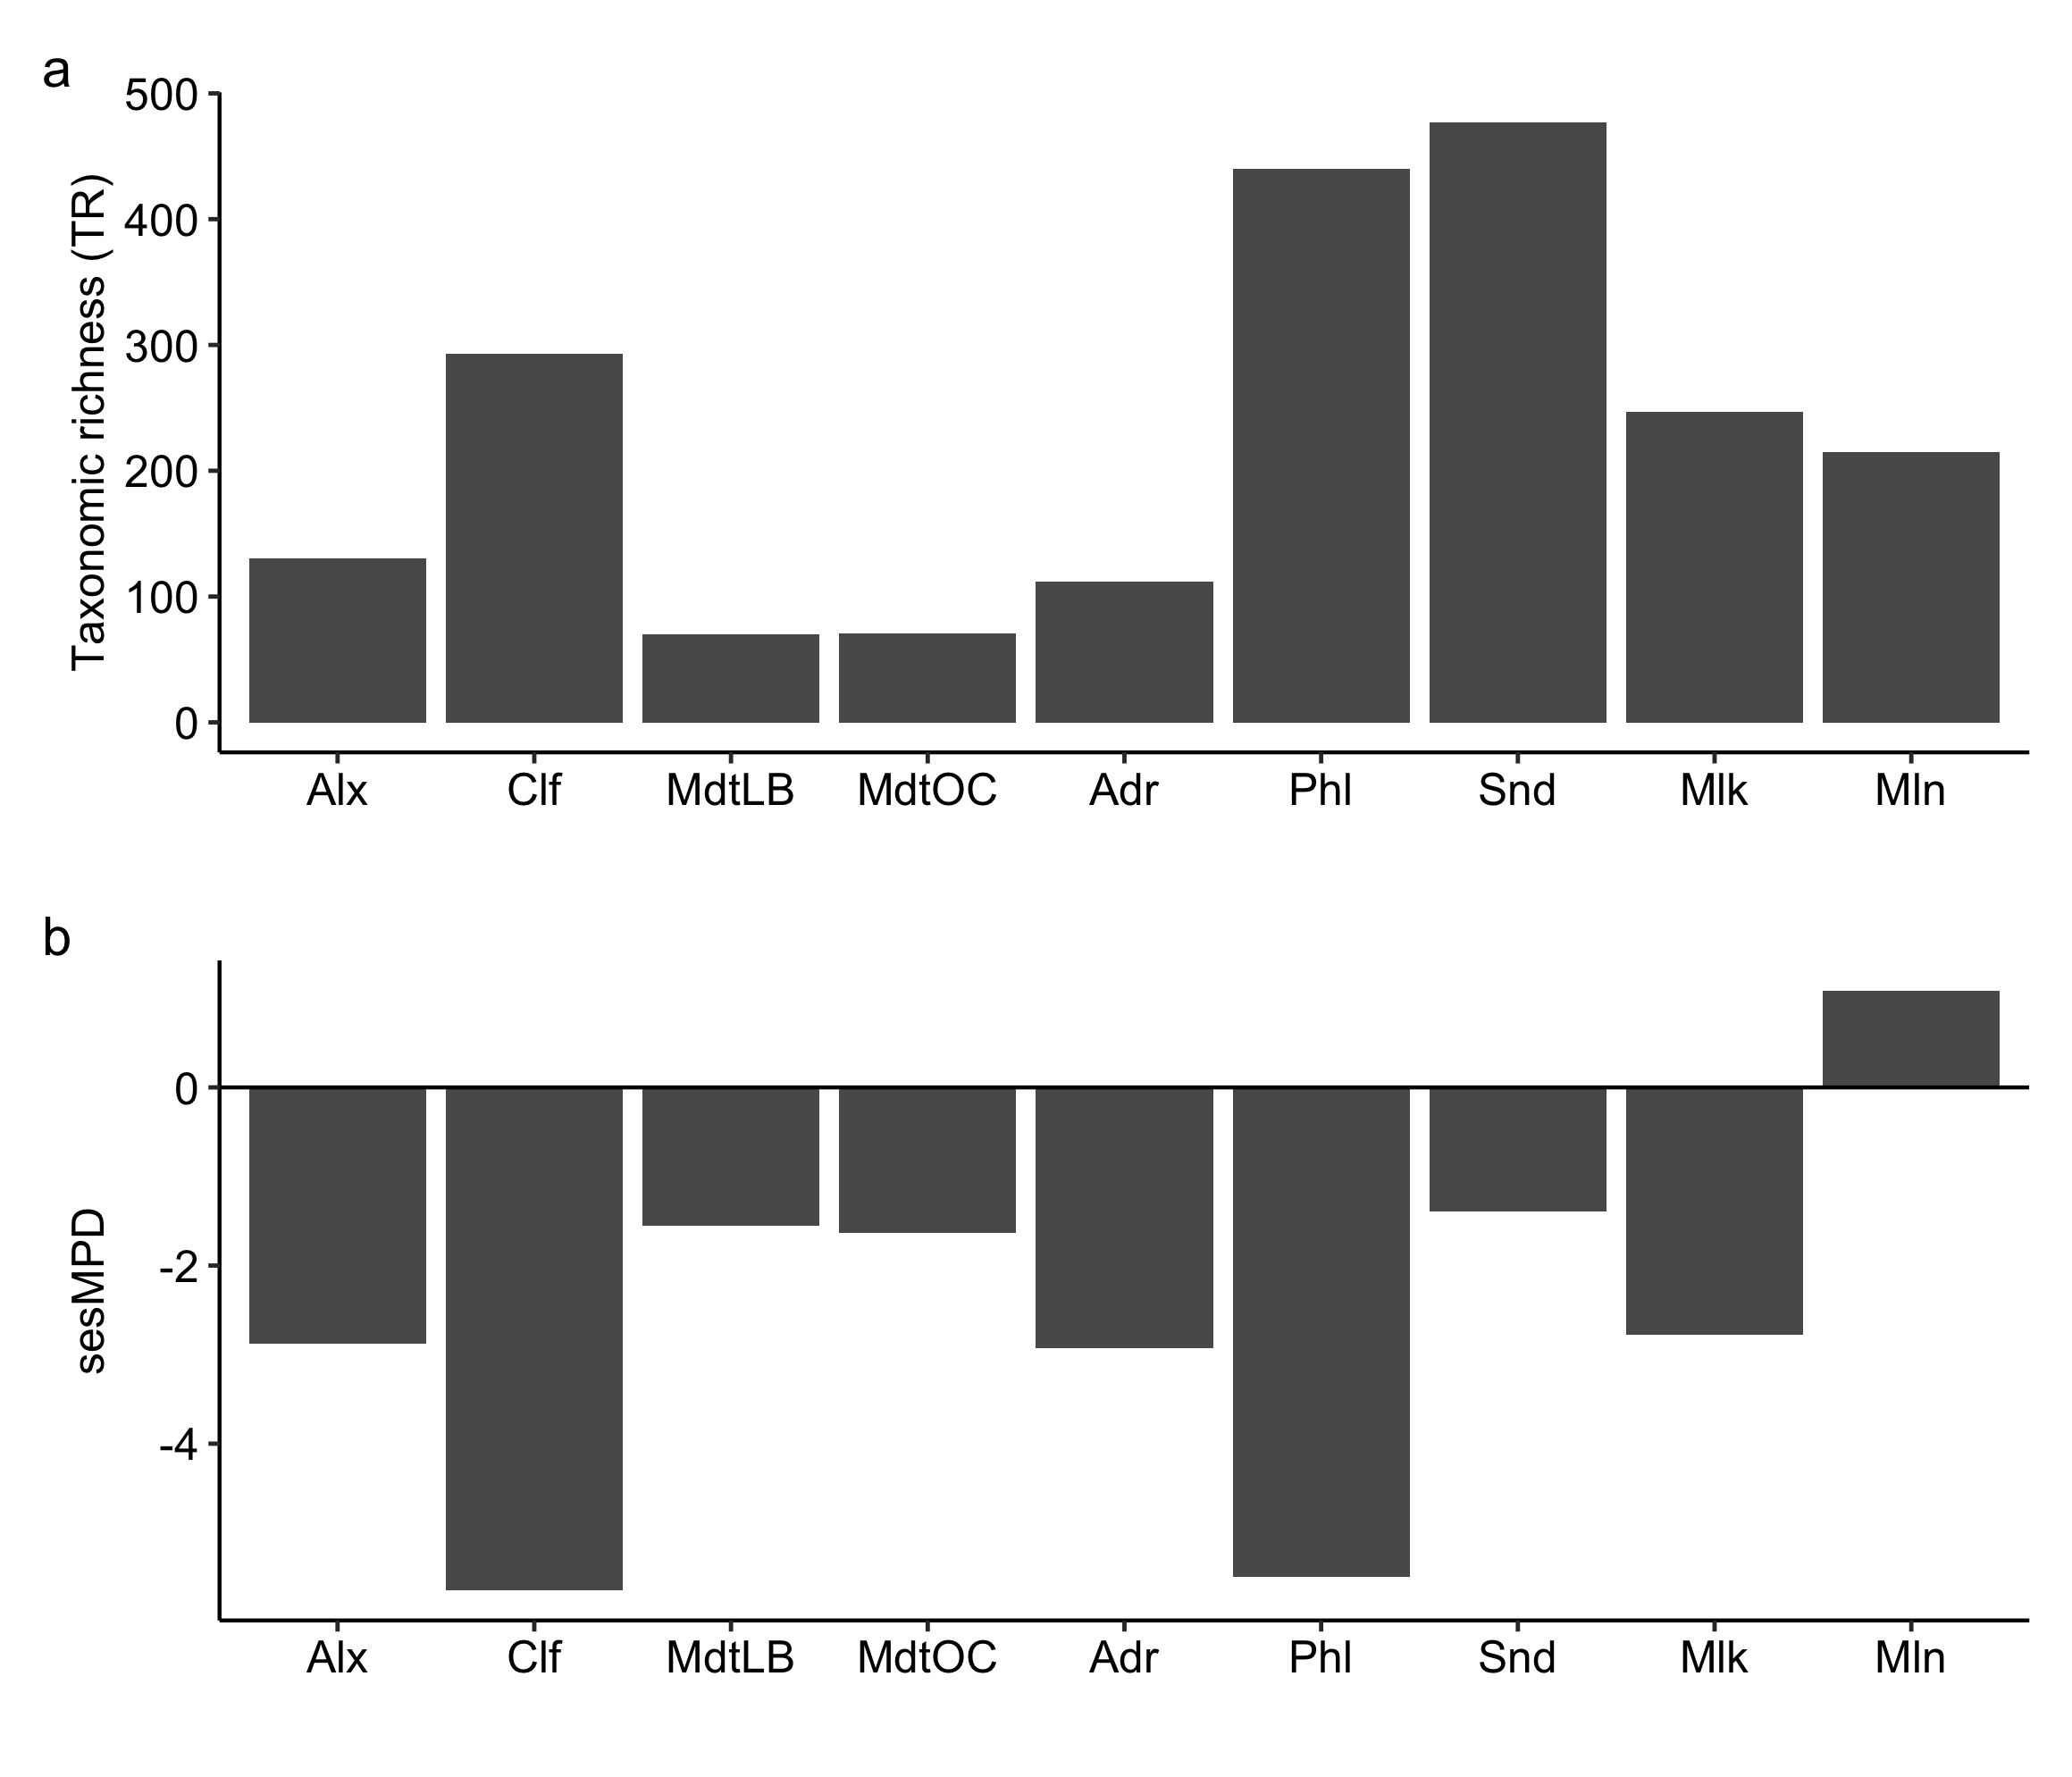 a
Taxonomic richness (TR)
500
400
300
200
100
0
Alx Clf MdtLB MdtOC Adr Phl Snd Mlk Mln
b
sesMPD
0
-2
-4
Alx Clf MdtLB MdtOC Adr Phl Snd Mlk Mln